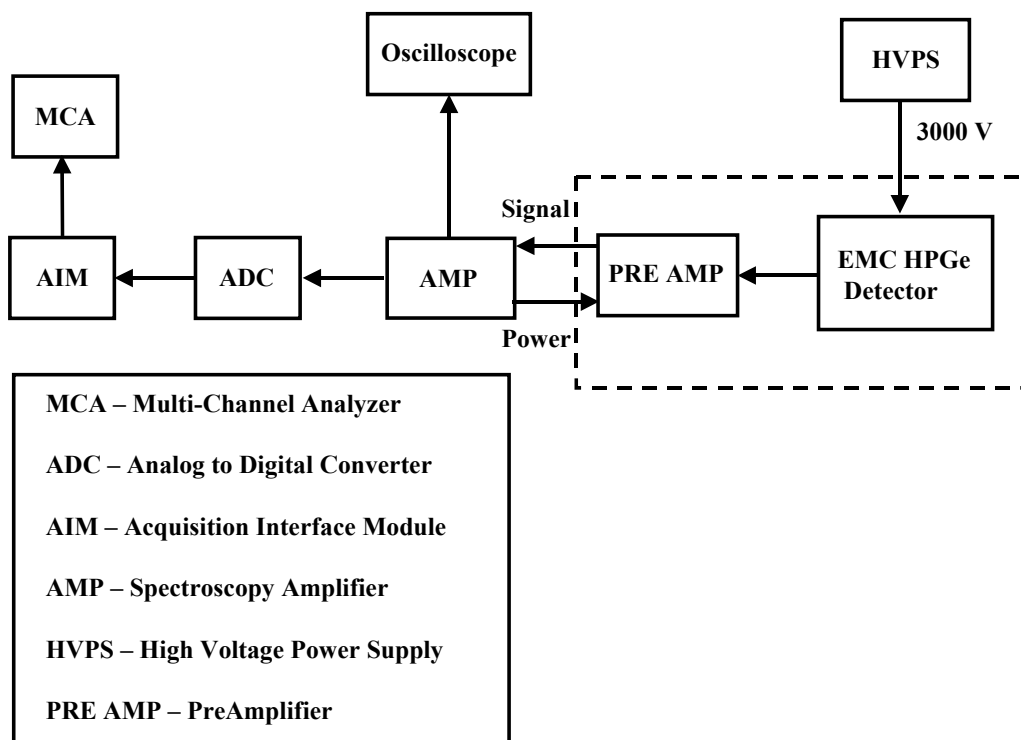 Oscilloscope
HVPS
MCA
3000 V
Signal
AIM
ADC
AMP
PRE AMP
EMC HPGe
Detector
Power
MCA – Multi-Channel Analyzer
ADC – Analog to Digital Converter
AIM – Acquisition Interface Module
AMP – Spectroscopy Amplifier
HVPS – High Voltage Power Supply
PRE AMP – PreAmplifier